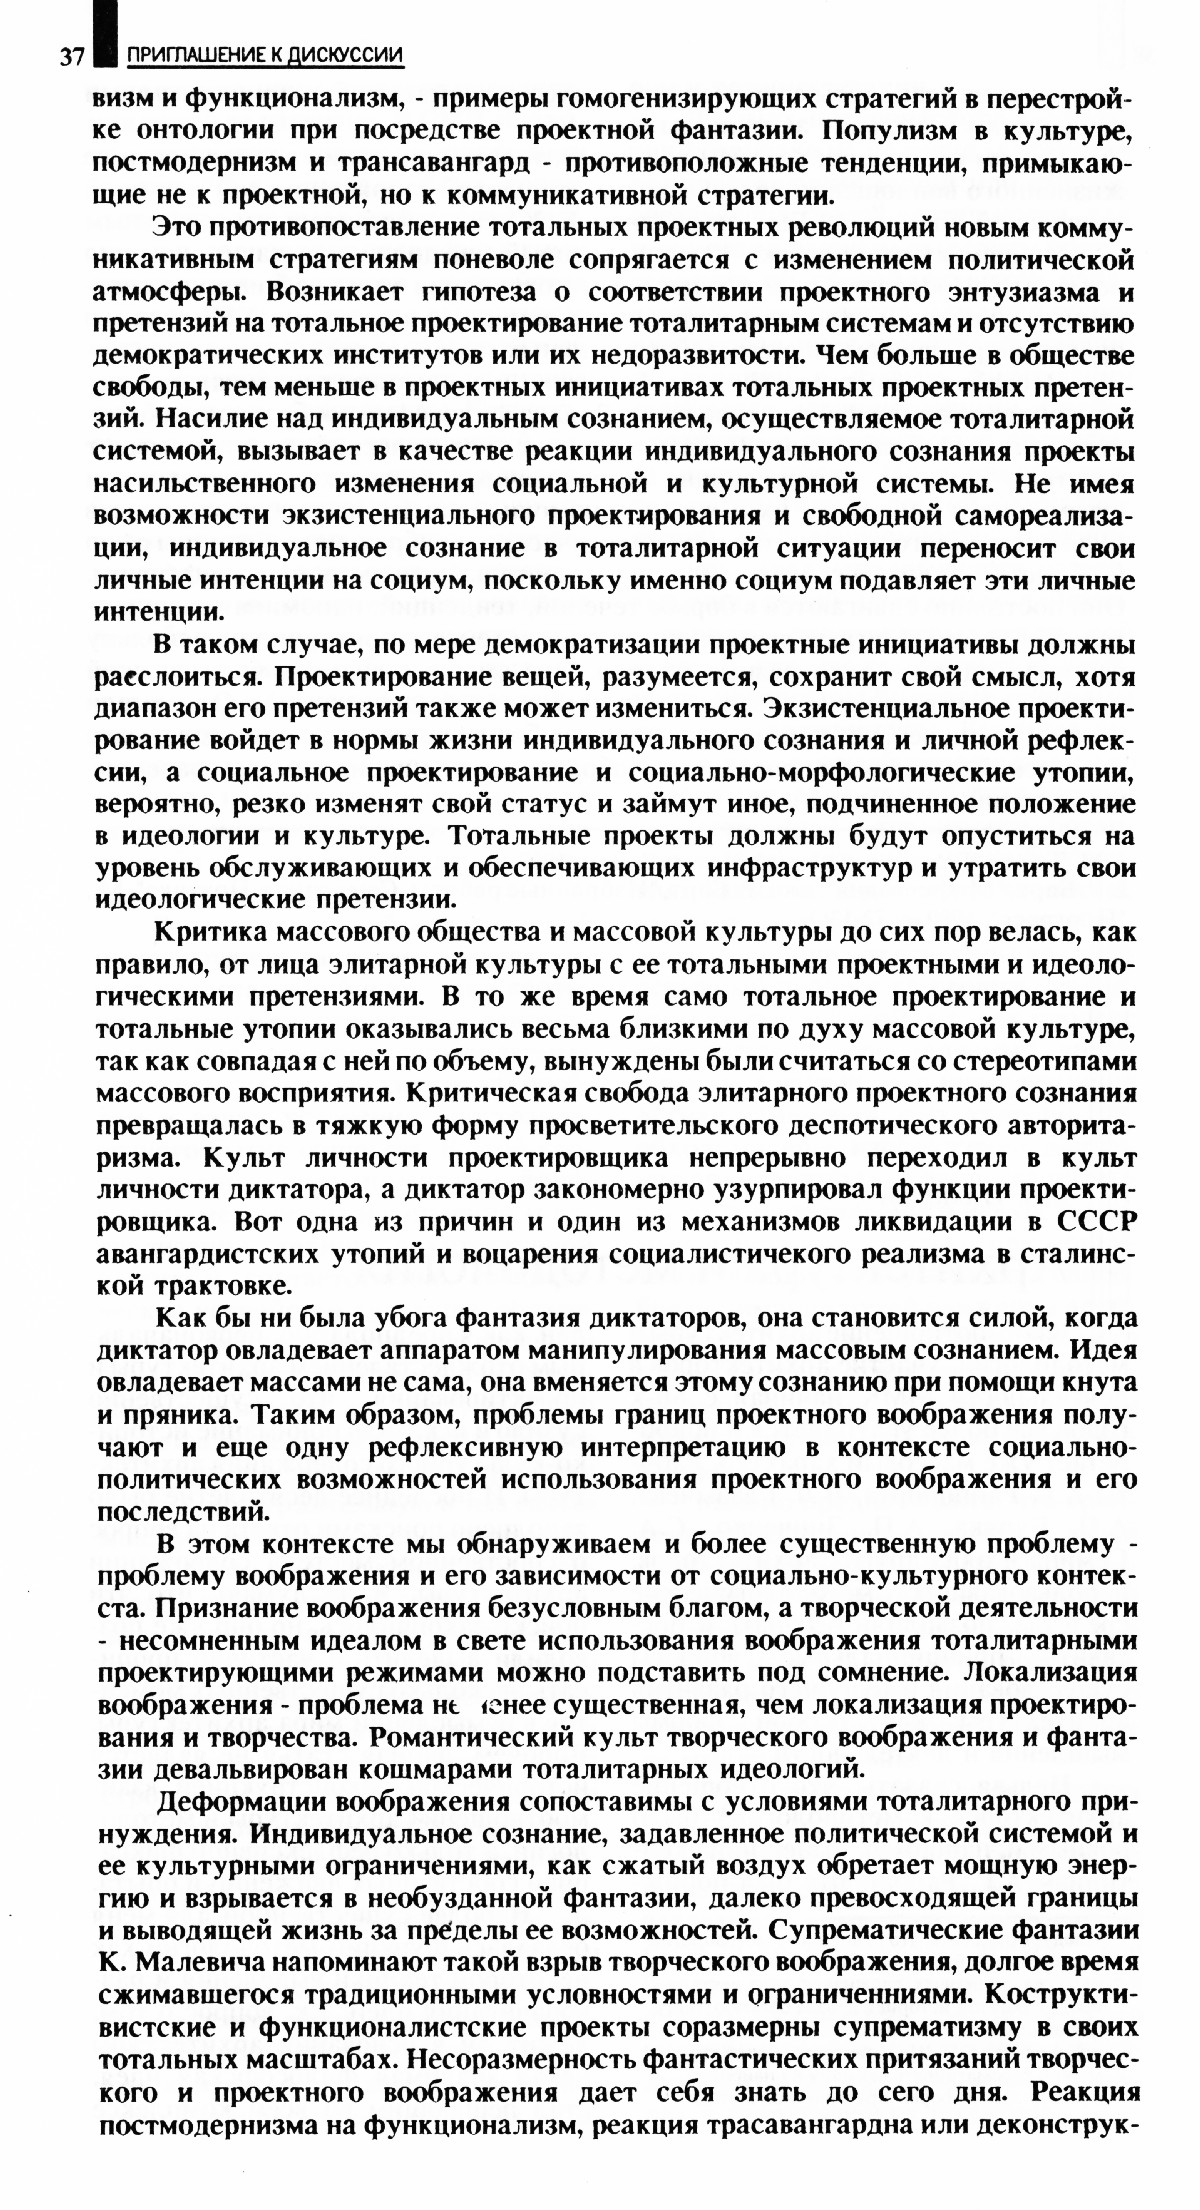 37 ПРИГЛАШЕНИЕ К ДИСКУССИИ
визм и функционализм, - примеры гомогенизирующих стратегий в перестрой-
ке онтологии при посредстве проектной фантазии. Популизм в культуре,
постмодернизм и трансавангард - противоположные тенденции, примыкаю-
щие не к проектной, но к коммуникативной стратегии.
Это противопоставление тотальных проектных революций новым комму-
никативным стратегиям поневоле сопрягается с изменением политической
атмосферы. Возникает гипотеза о соответствии проектного энтузиазма и
претензий на тотальное проектирование тоталитарным системам и отсутствию
демократических институтов или их недоразвитости. Чем больше в обществе
свободы, тем меньше в проектных инициативах тотальных проектных претен-
зий. Насилие над индивидуальным сознанием, осуществляемое тоталитарной
системой, вызывает в качестве реакции индивидуального сознания проекты
насильственного изменения социальной и культурной системы. Не имея
возможности экзистенциального проектирования и свободной самореализа-
ции, индивидуальное сознание в тоталитарной ситуации переносит свои
личные интенции на социум, поскольку именно социум подавляет эти личные
интенции.
В таком случае, по мере демократизации проектные инициативы должны
расслоиться. Проектирование вещей, разумеется, сохранит свой смысл, хотя
диапазон его претензий также может измениться. Экзистенциальное проекти-
рование войдет в нормы жизни индивидуального сознания и личной рефлек-
сии, а социальное проектирование и социально-морфологические утопии,
вероятно, резко изменят свой статус и займут иное, подчиненное положение
в идеологии и культуре. Тотальные проекты должны будут опуститься на
уровень обслуживающих и обеспечивающих инфраструктур и утратить свои
идеологические претензии.
Критика массового общества и массовой культуры до сих пор велась, как
правило, от лица элитарной культуры с ее тотальными проектными и идеоло-
гическими претензиями. В то же время само тотальное проектирование и
тотальные утопии оказывались весьма близкими по духу массовой культуре,
так как совпадая с ней по объему, вынуждены были считаться со стереотипами
массового восприятия. Критическая свобода элитарного проектного сознания
превращалась в тяжкую форму просветительского деспотического авторита-
ризма. Культ личности проектировщика непрерывно переходил в культ
личности диктатора, а диктатор закономерно узурпировал функции проекти-
ровщика. Вот одна из причин и один из механизмов ликвидации в СССР
авангардистских утопий и воцарения социалистичекого реализма в сталинс-
кой трактовке.
Как бы ни была убога фантазия диктаторов, она становится силой, когда
диктатор овладевает аппаратом манипулирования массовым сознанием. Идея
овладевает массами не сама, она вменяется этому сознанию при помощи кнута
и пряника. Таким образом, проблемы границ проектного воображения полу-
чают и еще одну рефлексивную интерпретацию в контексте социально-
политических возможностей использования проектного воображения и его
последствий.
В этом контексте мы обнаруживаем и более существенную проблему -
проблему воображения и его зависимости от социально-культурного контек-
ста. Признание воображения безусловным благом, а творческой деятельности
- несомненным идеалом в свете использования воображения тоталитарными
проектирующими режимами можно подставить под сомнение. Локализация
воображения - проблема существенная, чем локализация проектиро-
вания и творчества. Романтический культ творческого воображения и фанта-
зии девальвирован кошмарами тоталитарных идеологий.
Деформации воображения сопоставимы с условиями тоталитарного при-
нуждения. Индивидуальное сознание, задавленное политической системой и
ее культурными ограничениями, как сжатый воздух обретает мощную энер-
гию и взрывается в необузданной фантазии, далеко превосходящей границы
и выводящей жизнь за пределы ее возможностей. Супрематические фантазии
К. Малевича напоминают такой взрыв творческого воображения, долгое время
сжимавшегося традиционными условностями и ограниченниями. Кострукти-
вистские и функционалистские проекты соразмерны супрематизму в своих
тотальных масштабах. Несоразмерность фантастических притязаний творчес-
кого и проектного воображения дает себя знать до сего дня. Реакция
постмодернизма на функционализм, реакция трасавангардна или деконструк-